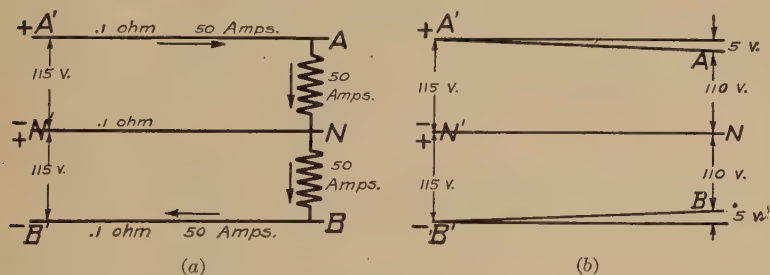 +A' .1 ohm 50 Amps. A
115 v.
50 Amps.
-+N' .1 ohm N
115 v.
50 Amps.
-B' .1 ohm 50 Amps. B
(a)
+A'
5 v.
A
115 v.
110 v.
-+N' N
115 v.
110 v.
B
5 v.
-B'
(b)